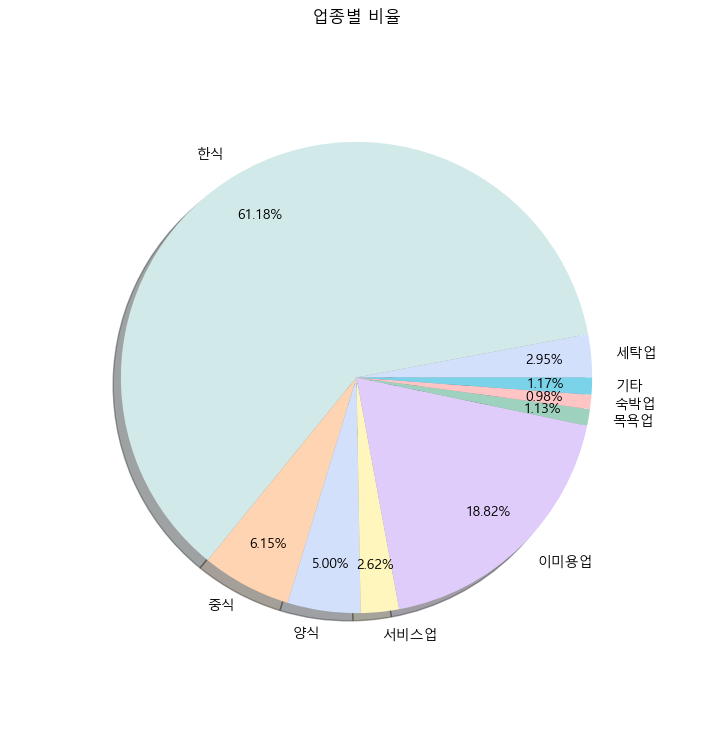 업종별 비율
한식
61.18%
세탁업
2.95%
기타
1.17%
숙박업
0.98%
목욕업
1.13%
18.82%
이미용업
6.15%
5.00%
2.62%
중식
양식
서비스업